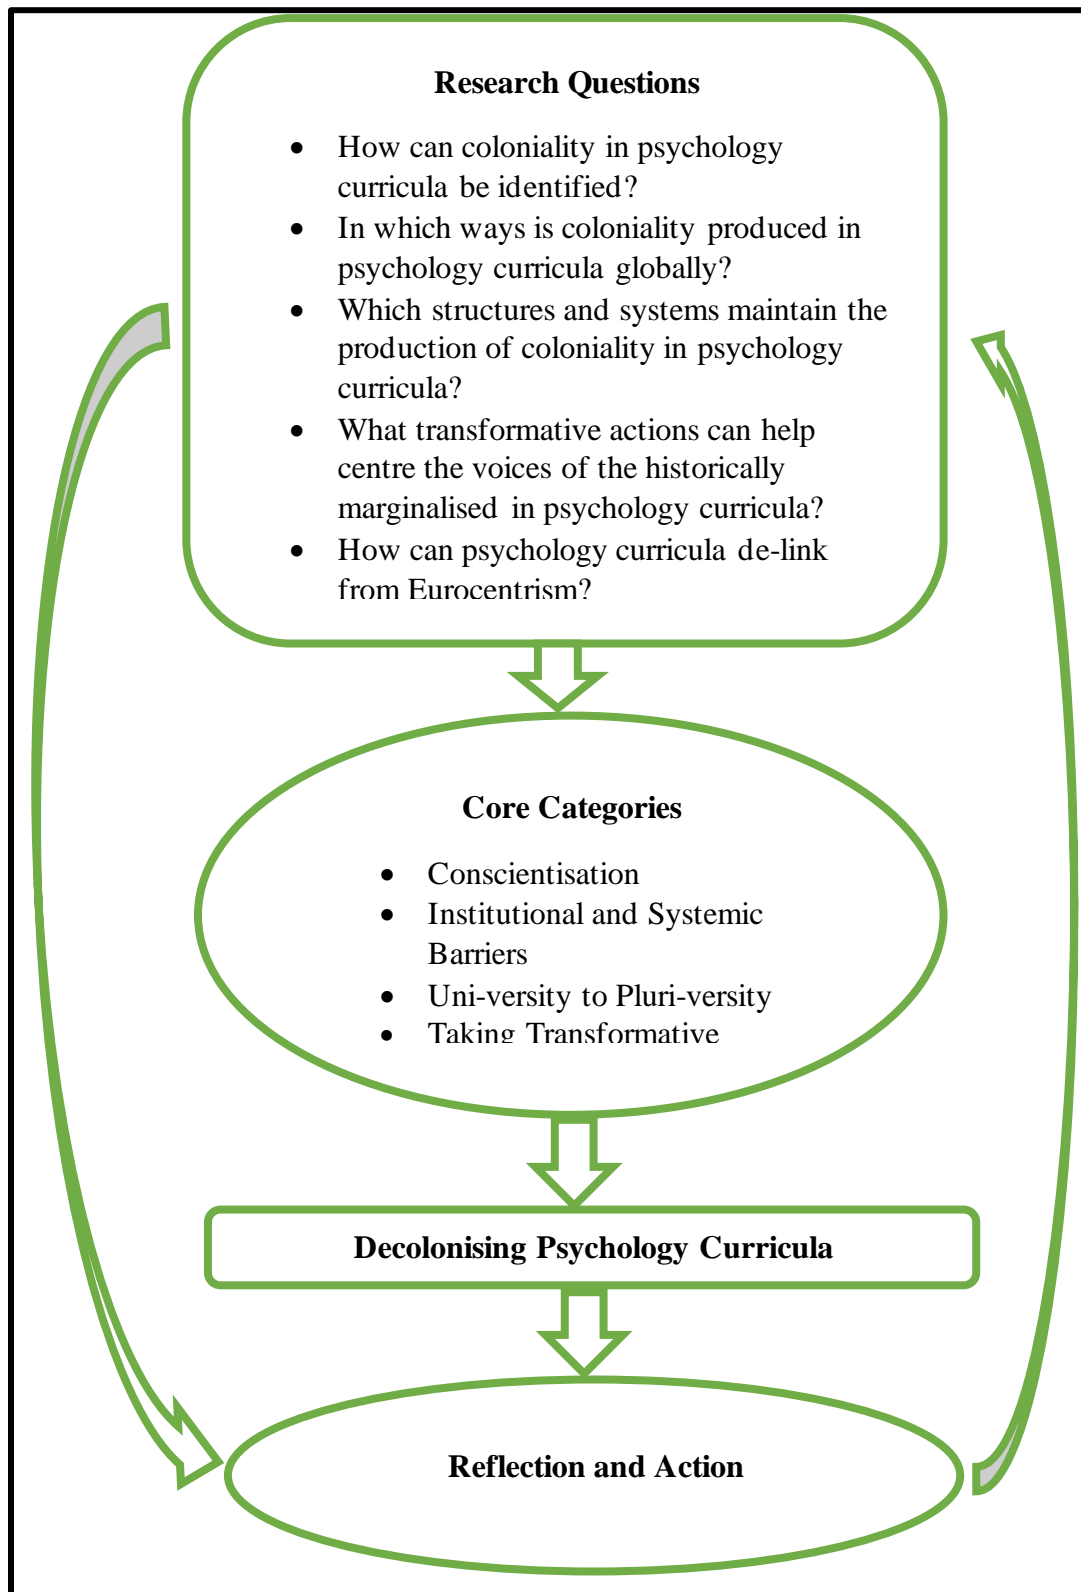 Research Questions
• How can coloniality in psychology
curricula be identified?
• In which ways is coloniality produced in
psychology curricula globally?
• Which structures and systems maintain the
production of coloniality in psychology
curricula?
• What transformative actions can help
centre the voices of the historically
marginalised in psychology curricula?
• How can psychology curricula de-link
from Eurocentrism?
Core Categories
• Conscientisation
• Institutional and Systemic
Barriers
• Uni-versity to Pluri-versity
• Taking Transformative
Decolonising Psychology Curricula
Reflection and Action